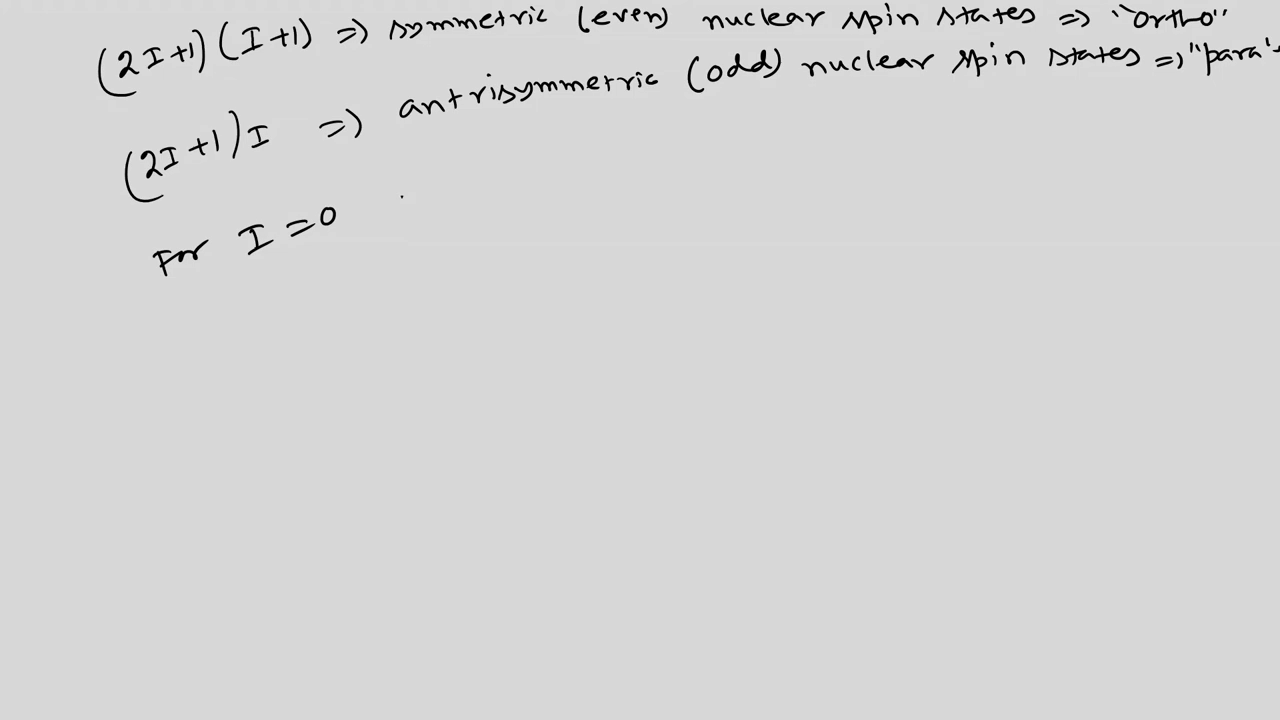 (2I+1)(I+1) => symmetric (even) nuclear spin states => "ortho"
(2I+1)I => antrisymmetric (odd) nuclear spin states => "para"
For I = 0